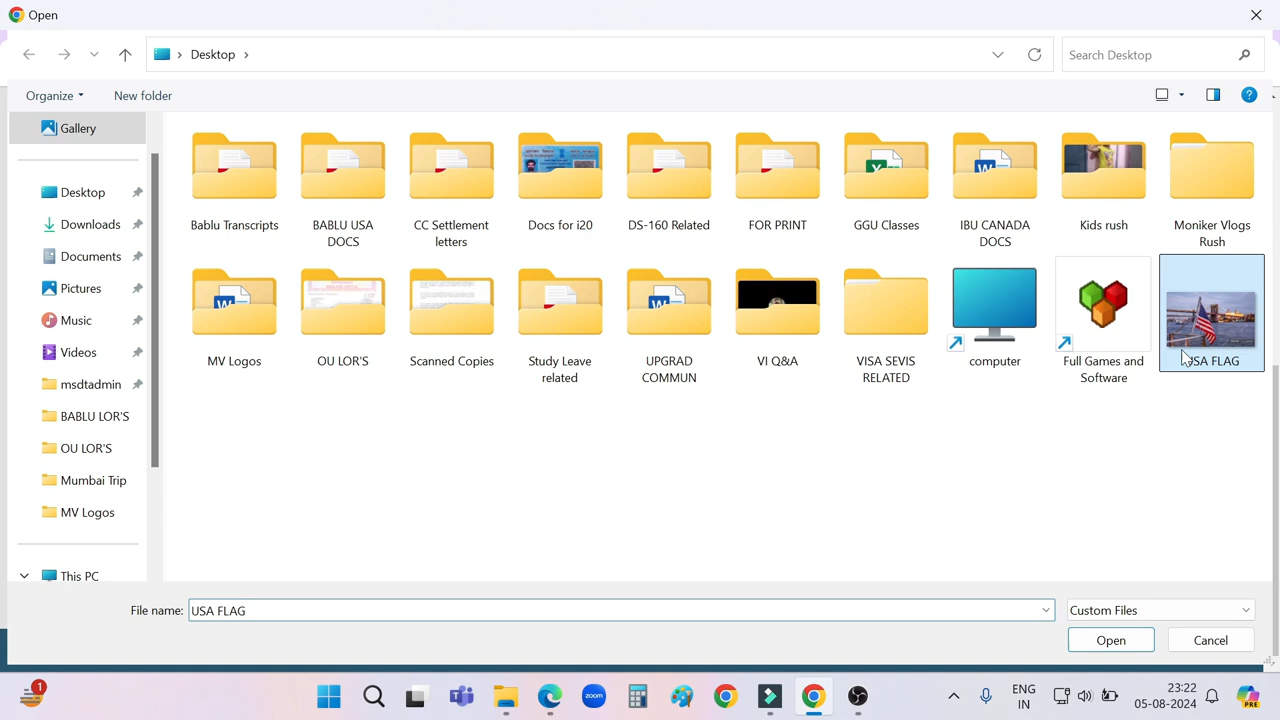 Open
Desktop
Search Desktop
Organize
New folder
Gallery
Desktop
Downloads
Documents
Pictures
Music
Videos
msdtadmin
BABLU LOR'S
OU LOR'S
Mumbai Trip
MV Logos
This PC
Bablu Transcripts
BABLU USA
DOCS
CC Settlement
letters
Docs for i20
DS-160 Related
FOR PRINT
GGU Classes
IBU CANADA
DOCS
Kids rush
Moniker Vlogs
Rush
MV Logos
OU LOR'S
Scanned Copies
Study Leave
related
UPGRAD
COMMUN
VI Q&A
VISA SEVIS
RELATED
computer
Full Games and
Software
USA FLAG
File name:
USA FLAG
Custom Files
Open
Cancel
1
zoom
ENG
IN
23:22
05-08-2024
PRE